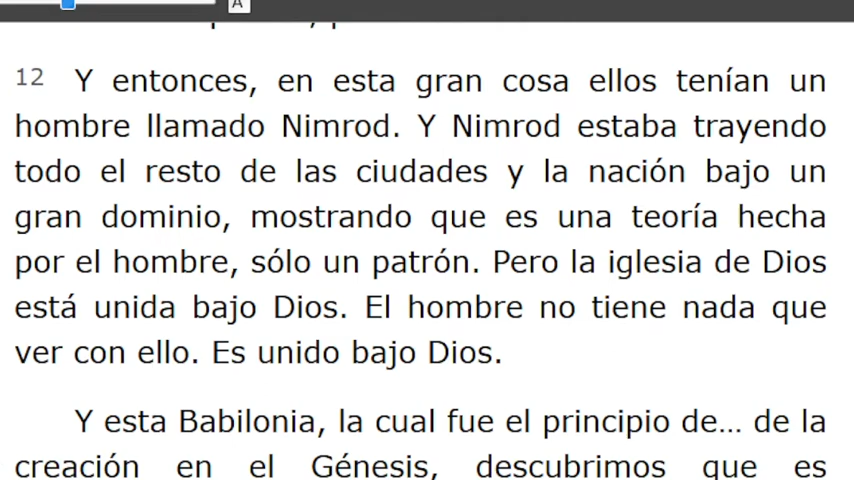 A
12 Y entonces, en esta gran cosa ellos tenían un
hombre llamado Nimrod. Y Nimrod estaba trayendo
todo el resto de las ciudades y la nación bajo un
gran dominio, mostrando que es una teoría hecha
por el hombre, sólo un patrón. Pero la iglesia de Dios
está unida bajo Dios. El hombre no tiene nada que
ver con ello. Es unido bajo Dios.
Y esta Babilonia, la cual fue el principio de... de la
creación en el Génesis, descubrimos que es